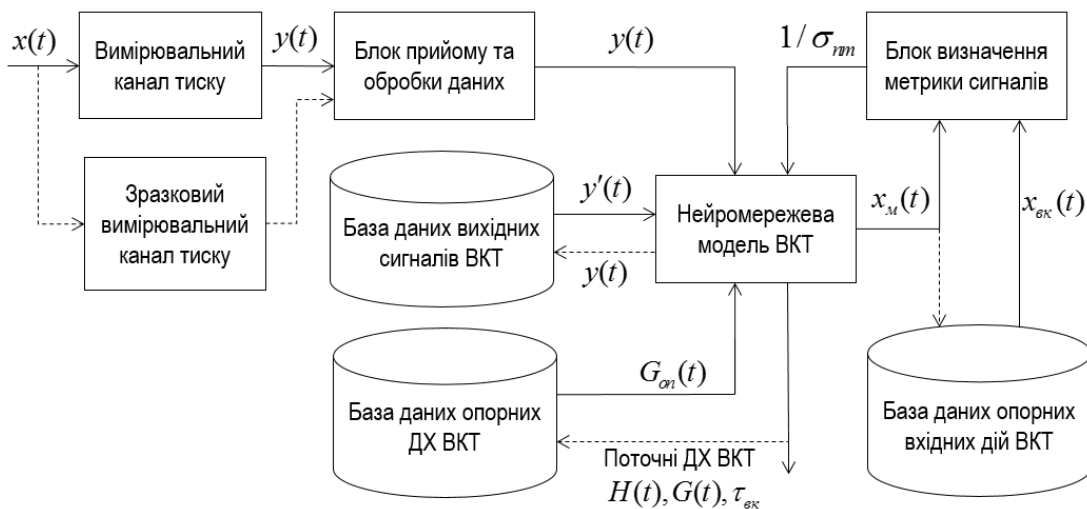 x(t)
Вимірювальний
канал тиску
y(t)
Блок прийому та
обробки даних
y(t)
1/σ_пт
Блок визначення
метрики сигналів
Зразковий
вимірювальний
канал тиску
База даних вихідних
сигналів ВКТ
y′(t)
y(t)
Нейромережева
модель ВКТ
x_м(t)
x_вк(t)
База даних опорних
ДХ ВКТ
G_оп(t)
Поточні ДХ ВКТ
H(t), G(t), τ_вк
База даних опорних
вхідних дій ВКТ